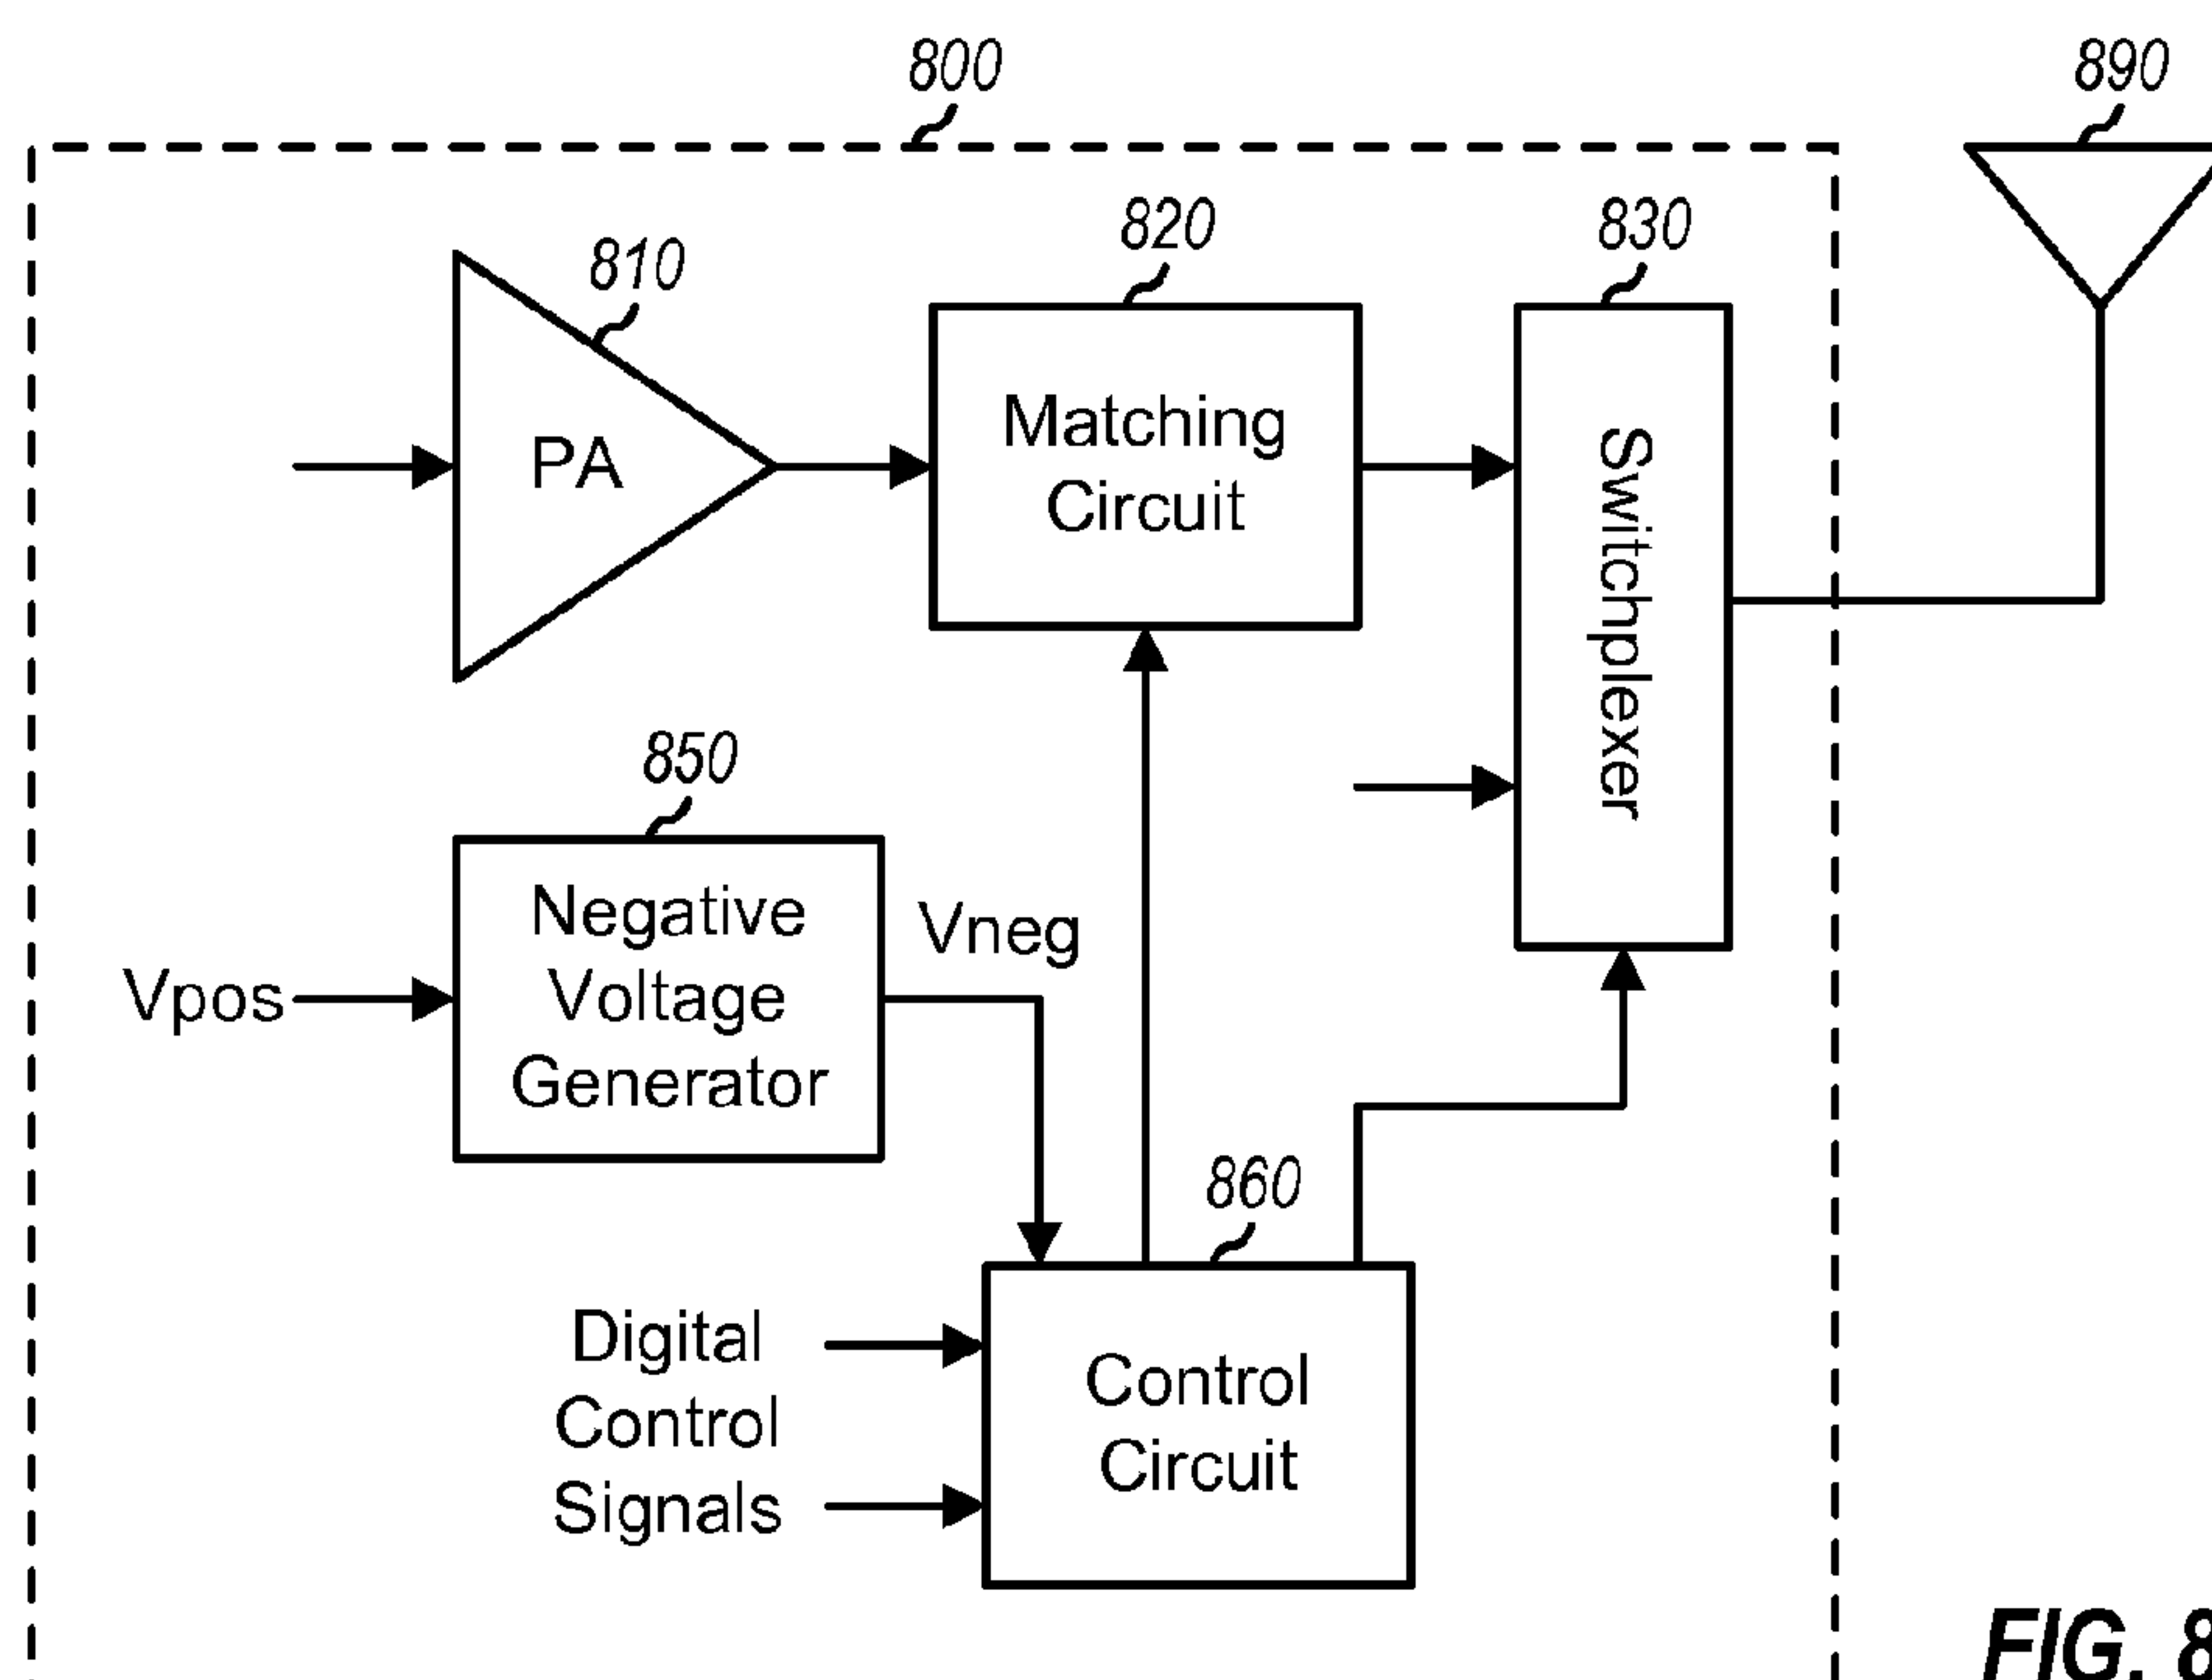 800
890
810
820
830
PA
Matching
Circuit
Switchplexer
850
Negative
Voltage
Generator
Vpos
Vneg
860
Digital
Control
Signals
Control
Circuit
FIG. 8